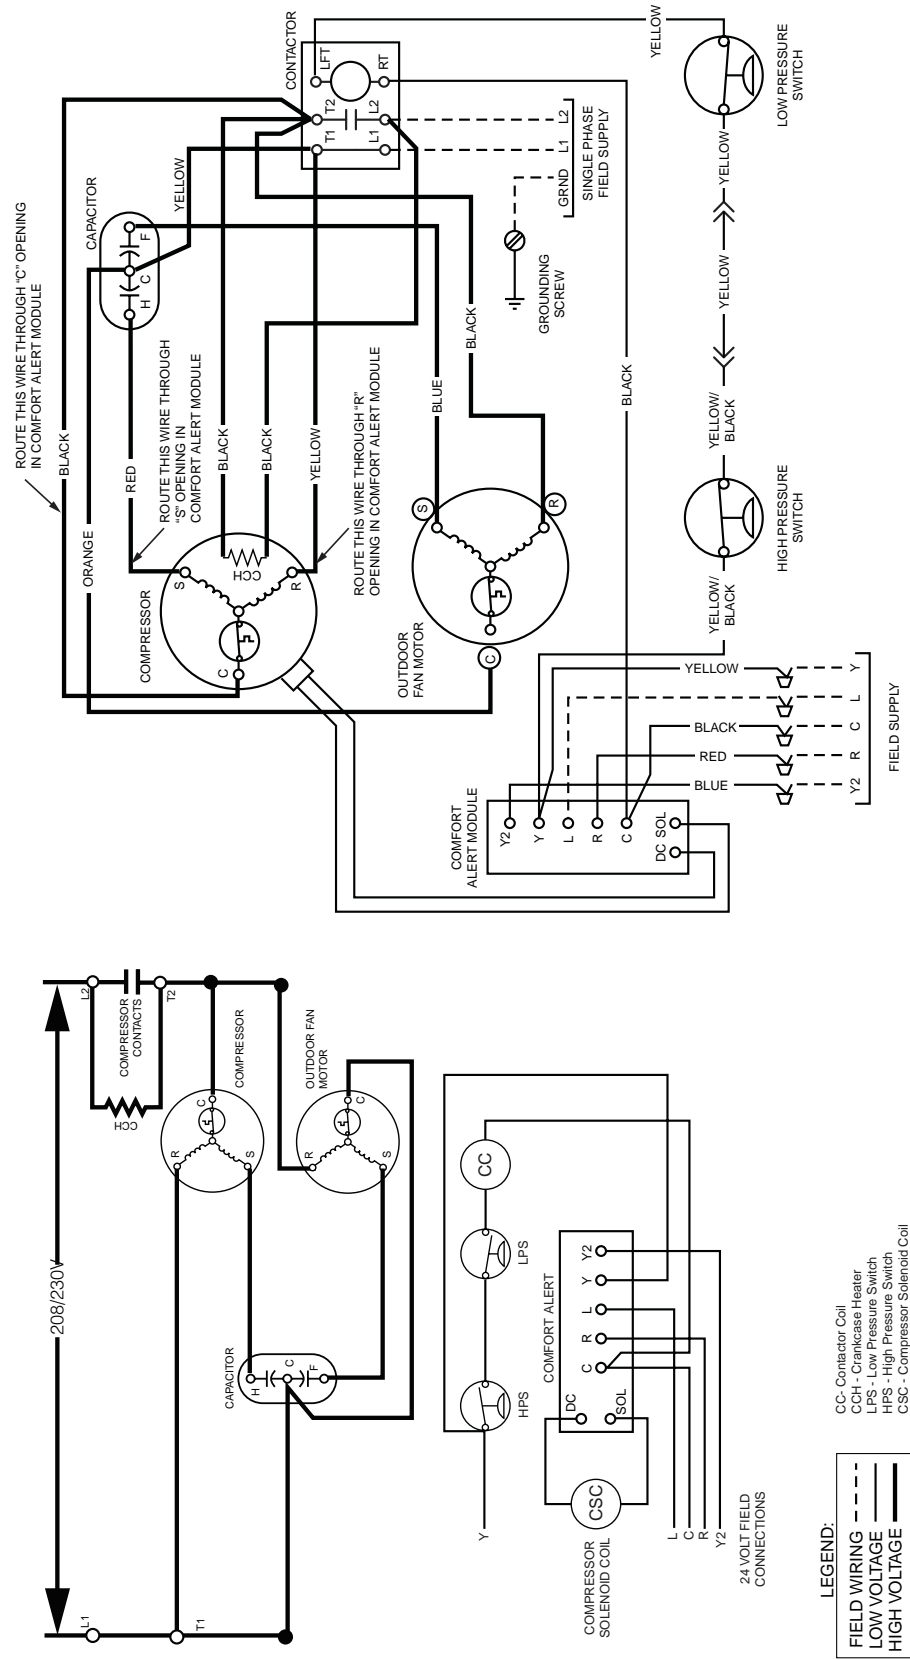 ROUTE THIS WIRE THROUGH "C" OPENING
IN COMFORT ALERT MODULE
BLACK
ORANGE
RED
ROUTE THIS WIRE THROUGH
"S" OPENING IN
COMFORT ALERT MODULE
CAPACITOR
H
C
F
YELLOW
BLACK
BLACK
YELLOW
ROUTE THIS WIRE THROUGH "R"
OPENING IN COMFORT ALERT MODULE
CONTACTOR
LFT
RT
T2
L2
T1
L1
L2
L1
GRND
SINGLE PHASE
FIELD SUPPLY
GROUNDING
SCREW
BLUE
BLACK
BLACK
COMPRESSOR
S
R
C
CCH
OUTDOOR
FAN MOTOR
S
R
C
YELLOW
LOW PRESSURE
SWITCH
YELLOW
YELLOW
YELLOW/
BLACK
HIGH PRESSURE
SWITCH
YELLOW/
BLACK
COMFORT
ALERT MODULE
Y2
Y
L
R
C
DC
SOL
YELLOW
BLACK
RED
BLUE
Y
L
C
R
Y2
FIELD SUPPLY
208/230V
L2
T2
L1
T1
COMPRESSOR
CONTACTS
CCH
COMPRESSOR
R
C
S
OUTDOOR FAN
MOTOR
R
C
S
CAPACITOR
H
C
F
CC
LPS
HPS
Y
COMFORT ALERT
Y2
Y
L
R
C
DC
SOL
CSC
COMPRESSOR
SOLENOID COIL
L
C
R
Y2
24 VOLT FIELD
CONNECTIONS
CC- Contactor Coil
CCH - Crankcase Heater
LPS - Low Pressure Switch
HPS - High Pressure Switch
CSC - Compressor Solenoid Coil
LEGEND:
FIELD WIRING
LOW VOLTAGE
HIGH VOLTAGE